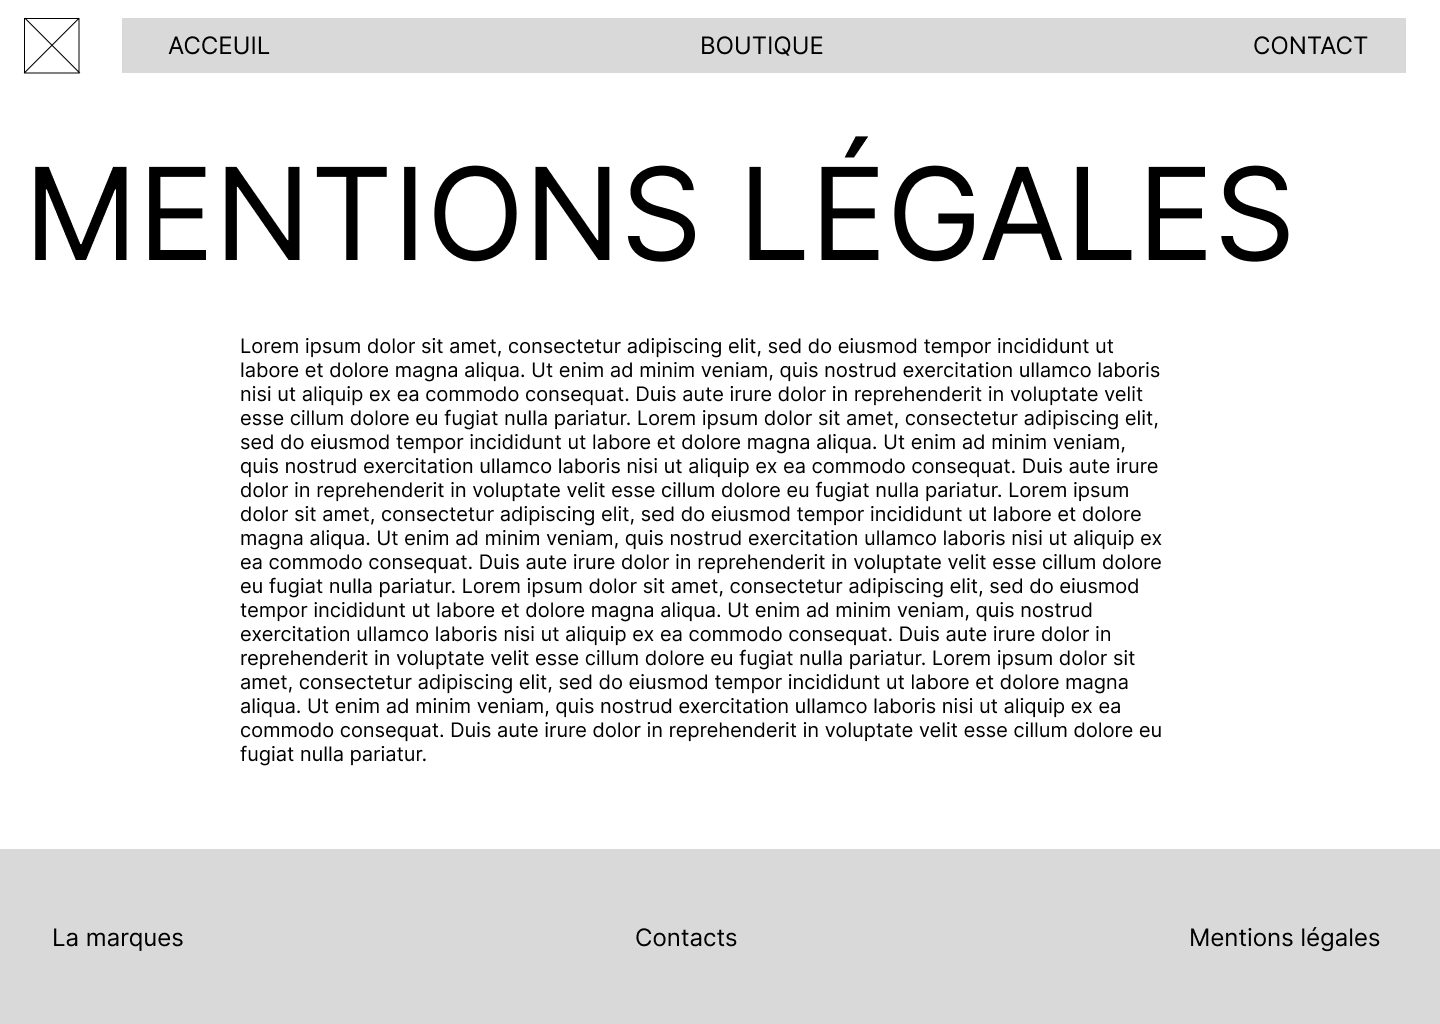 ACCEUIL BOUTIQUE CONTACT
MENTIONS LÉGALES
Lorem ipsum dolor sit amet, consectetur adipiscing elit, sed do eiusmod tempor incididunt ut
labore et dolore magna aliqua. Ut enim ad minim veniam, quis nostrud exercitation ullamco laboris
nisi ut aliquip ex ea commodo consequat. Duis aute irure dolor in reprehenderit in voluptate velit
esse cillum dolore eu fugiat nulla pariatur. Lorem ipsum dolor sit amet, consectetur adipiscing elit,
sed do eiusmod tempor incididunt ut labore et dolore magna aliqua. Ut enim ad minim veniam,
quis nostrud exercitation ullamco laboris nisi ut aliquip ex ea commodo consequat. Duis aute irure
dolor in reprehenderit in voluptate velit esse cillum dolore eu fugiat nulla pariatur. Lorem ipsum
dolor sit amet, consectetur adipiscing elit, sed do eiusmod tempor incididunt ut labore et dolore
magna aliqua. Ut enim ad minim veniam, quis nostrud exercitation ullamco laboris nisi ut aliquip ex
ea commodo consequat. Duis aute irure dolor in reprehenderit in voluptate velit esse cillum dolore
eu fugiat nulla pariatur. Lorem ipsum dolor sit amet, consectetur adipiscing elit, sed do eiusmod
tempor incididunt ut labore et dolore magna aliqua. Ut enim ad minim veniam, quis nostrud
exercitation ullamco laboris nisi ut aliquip ex ea commodo consequat. Duis aute irure dolor in
reprehenderit in voluptate velit esse cillum dolore eu fugiat nulla pariatur. Lorem ipsum dolor sit
amet, consectetur adipiscing elit, sed do eiusmod tempor incididunt ut labore et dolore magna
aliqua. Ut enim ad minim veniam, quis nostrud exercitation ullamco laboris nisi ut aliquip ex ea
commodo consequat. Duis aute irure dolor in reprehenderit in voluptate velit esse cillum dolore eu
fugiat nulla pariatur.
La marques Contacts Mentions légales